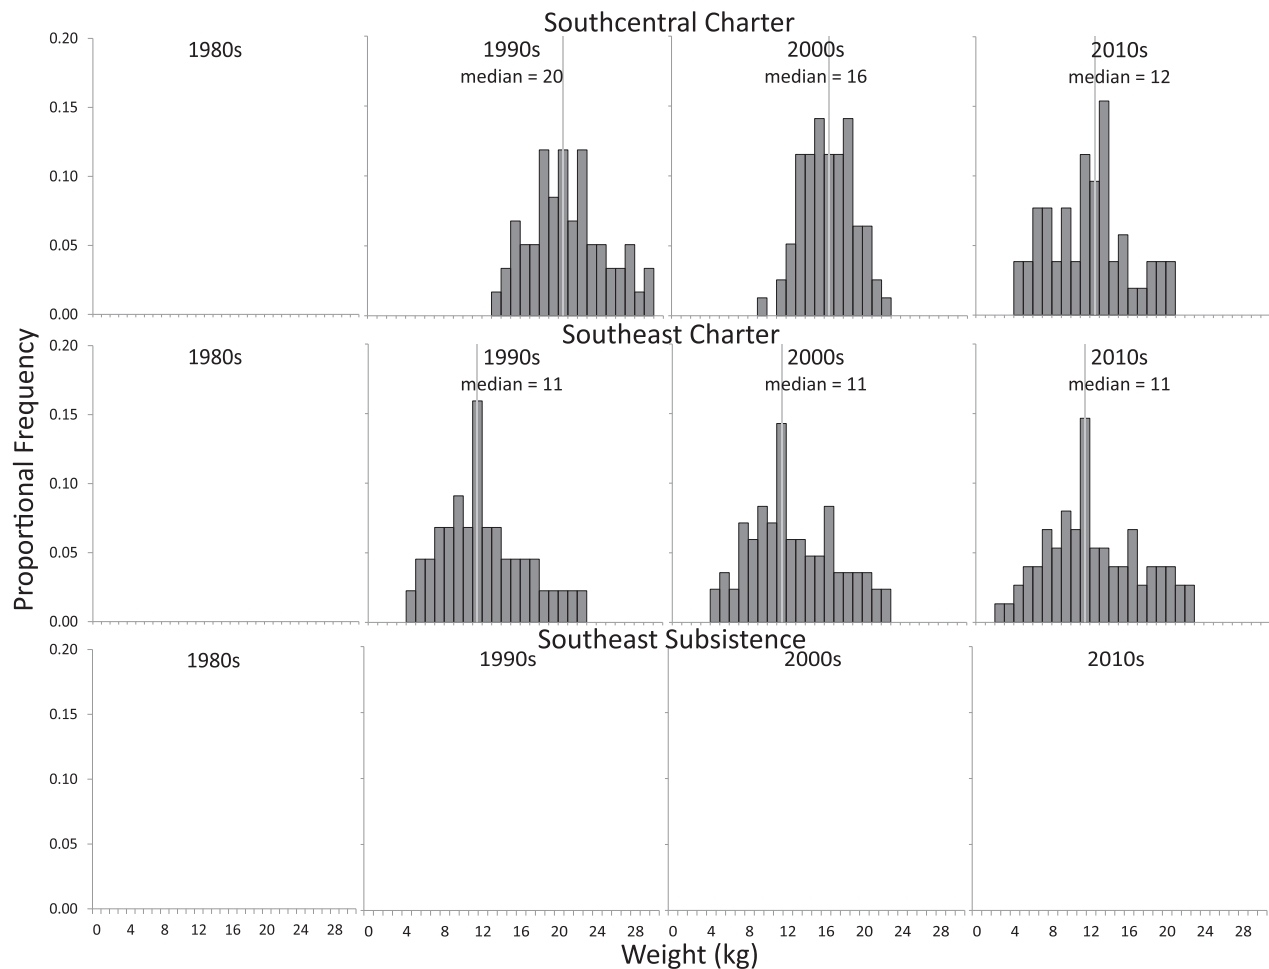 Southcentral Charter
1980s 1990s 2000s 2010s
median = 20 median = 16 median = 12
0.20
0.15
0.10
0.05
0.00
Southeast Charter
1980s 1990s 2000s 2010s
median = 11 median = 11 median = 11
0.20
0.15
0.10
0.05
0.00
Proportional Frequency
Southeast Subsistence
1980s 1990s 2000s 2010s
0.20
0.15
0.10
0.05
0.00
0 4 8 12 16 20 24 28 0 4 8 12 16 20 24 28 0 4 8 12 16 20 24 28 0 4 8 12 16 20 24 28
Weight (kg)